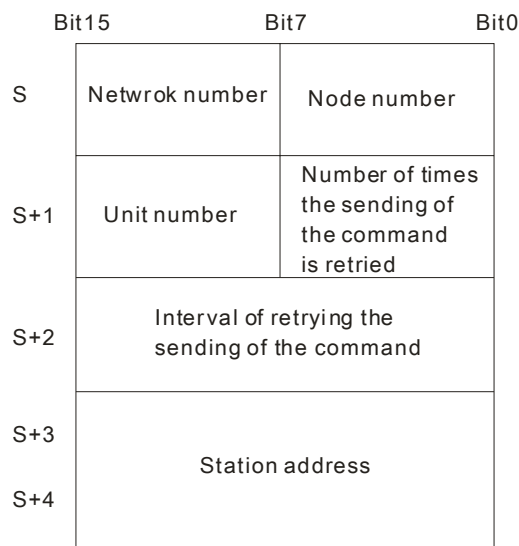 Bit15 Bit7 Bit0
S Netwrok number Node number
S+1 Unit number Number of times
the sending of
the command
is retried
S+2 Interval of retrying the
sending of the command
S+3
Station address
S+4